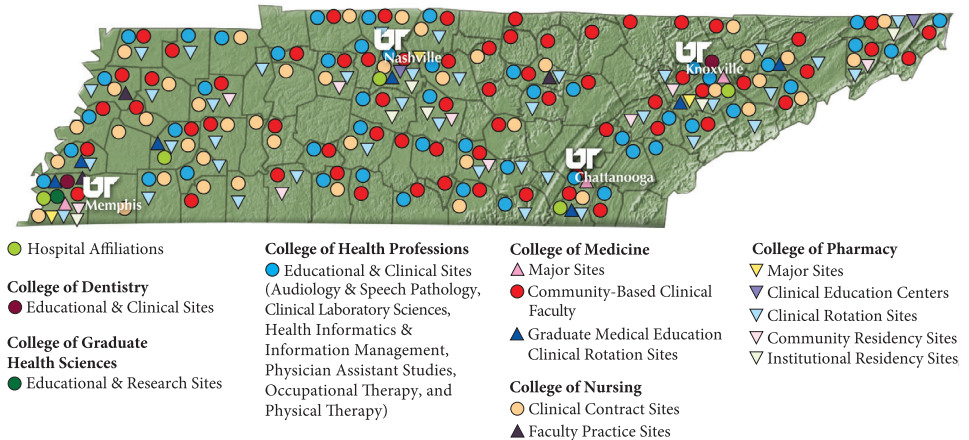 UT
Nashville
UT
Knoxville
UT
Chattanooga
UT
Memphis
Hospital Affiliations
College of Dentistry
Educational & Clinical Sites
College of Graduate
Health Sciences
Educational & Research Sites
College of Health Professions
Educational & Clinical Sites
(Audiology & Speech Pathology,
Clinical Laboratory Sciences,
Health Informatics &
Information Management,
Physician Assistant Studies,
Occupational Therapy, and
Physical Therapy)
College of Medicine
Major Sites
Community-Based Clinical
Faculty
Graduate Medical Education
Clinical Rotation Sites
College of Nursing
Clinical Contract Sites
Faculty Practice Sites
College of Pharmacy
Major Sites
Clinical Education Centers
Clinical Rotation Sites
Community Residency Sites
Institutional Residency Sites